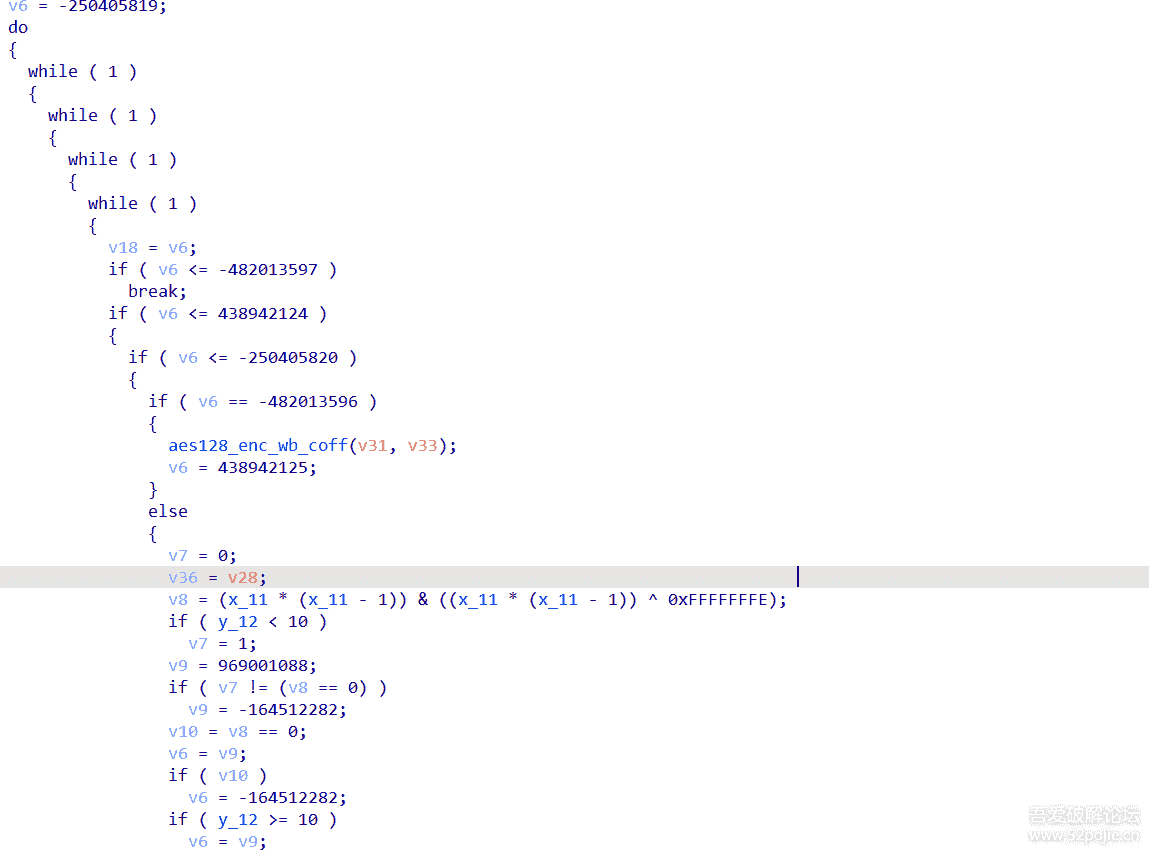 v6 = -250405819;
do
{
  while ( 1 )
  {
    while ( 1 )
    {
      while ( 1 )
      {
        while ( 1 )
        {
          v18 = v6;
          if ( v6 <= -482013597 )
            break;
          if ( v6 <= 438942124 )
          {
            if ( v6 <= -250405820 )
            {
              if ( v6 == -482013596 )
              {
                aes128_enc_wb_coff(v31, v33);
                v6 = 438942125;
              }
              else
              {
                v7 = 0;
                v36 = v28;
                v8 = (x_11 * (x_11 - 1)) & ((x_11 * (x_11 - 1)) ^ 0xFFFFFFFE);
                if ( y_12 < 10 )
                  v7 = 1;
                v9 = 969001088;
                if ( v7 != (v8 == 0) )
                  v9 = -164512282;
                v10 = v8 == 0;
                v6 = v9;
                if ( v10 )
                  v6 = -164512282;
                if ( y_12 >= 10 )
                  v6 = v9;
吾爱破解论坛
www.52pojie.cn